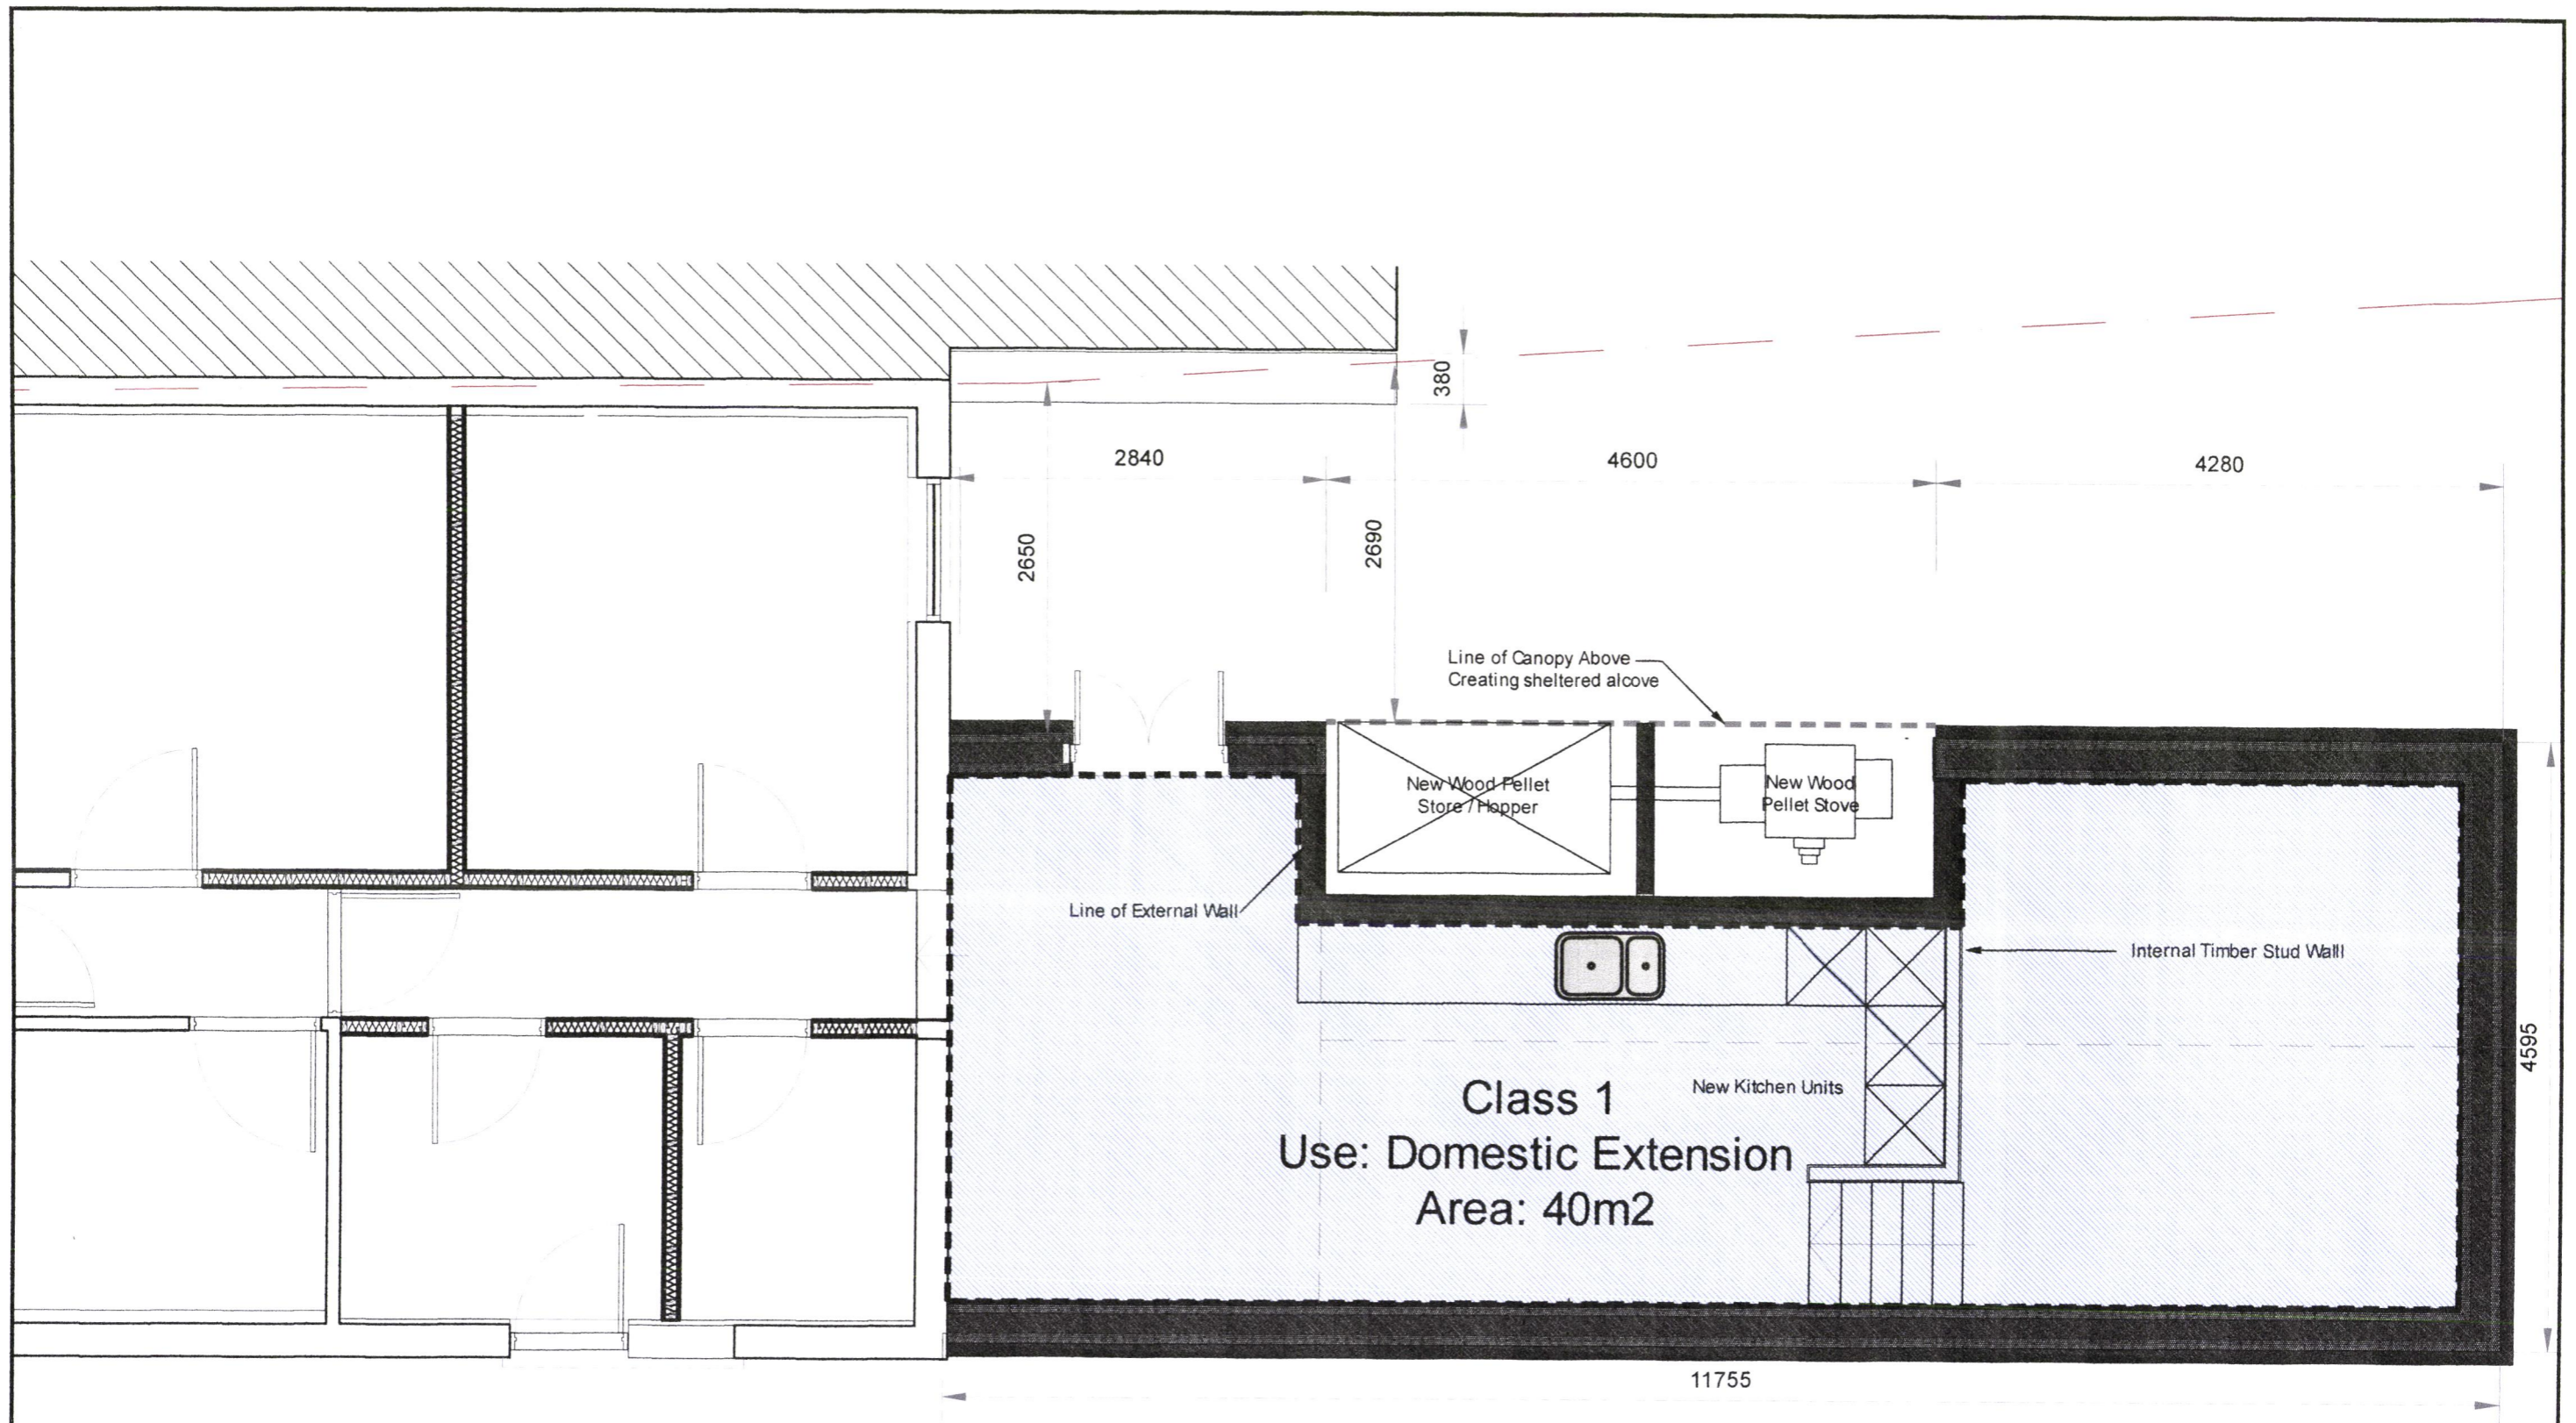 380
2840
4600
4280
2650
2690
Line of Canopy Above
Creating sheltered alcove
New Wood Pellet
Store / Hopper
New Wood
Pellet Stove
Line of External Wall
Internal Timber Stud Walll
4595
New Kitchen Units
Class 1
Use: Domestic Extension
Area: 40m2
11755